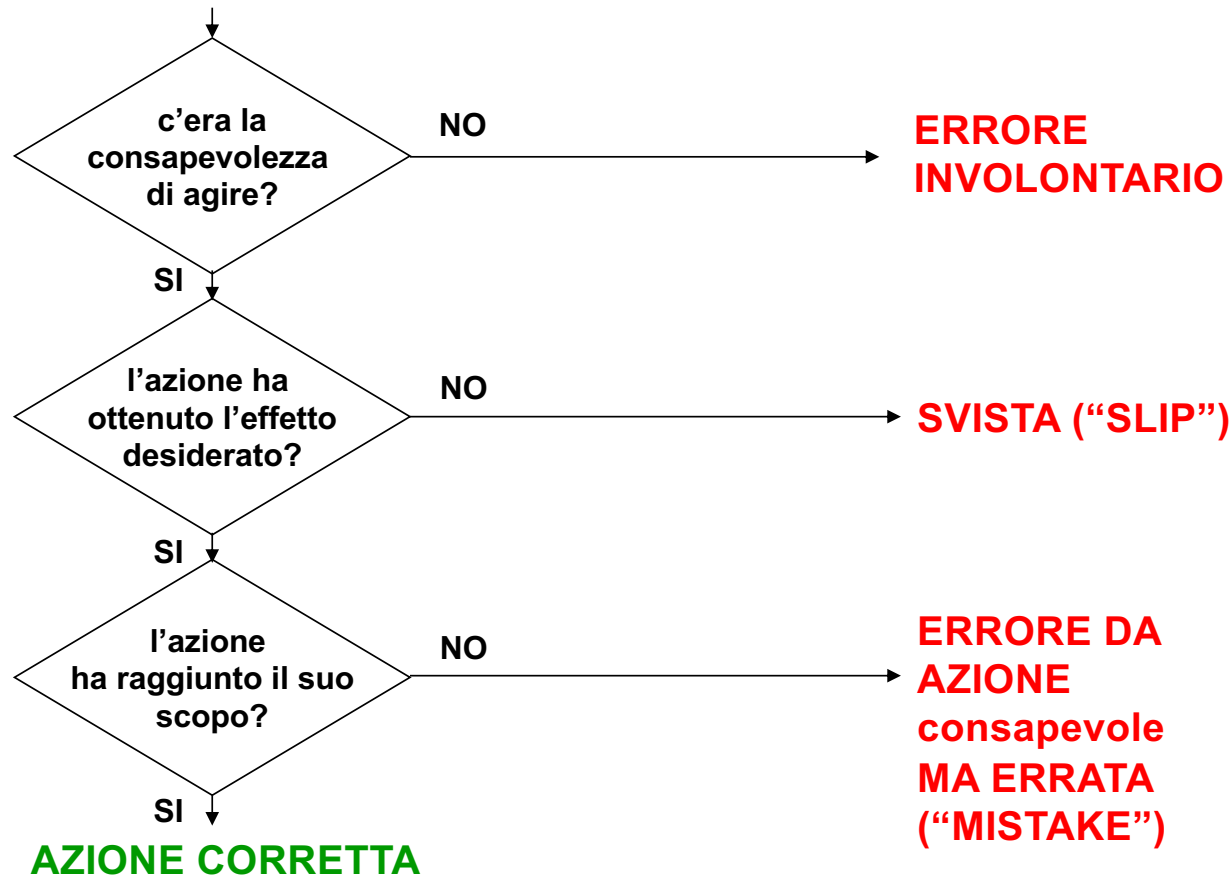 c’era la
consapevolezza
di agire?
NO
ERRORE
INVOLONTARIO
SI
l’azione ha
ottenuto l’effetto
desiderato?
NO
SVISTA (“SLIP”)
SI
l’azione
ha raggiunto il suo
scopo?
NO
ERRORE DA
AZIONE
consapevole
MA ERRATA
(“MISTAKE”)
SI
AZIONE CORRETTA